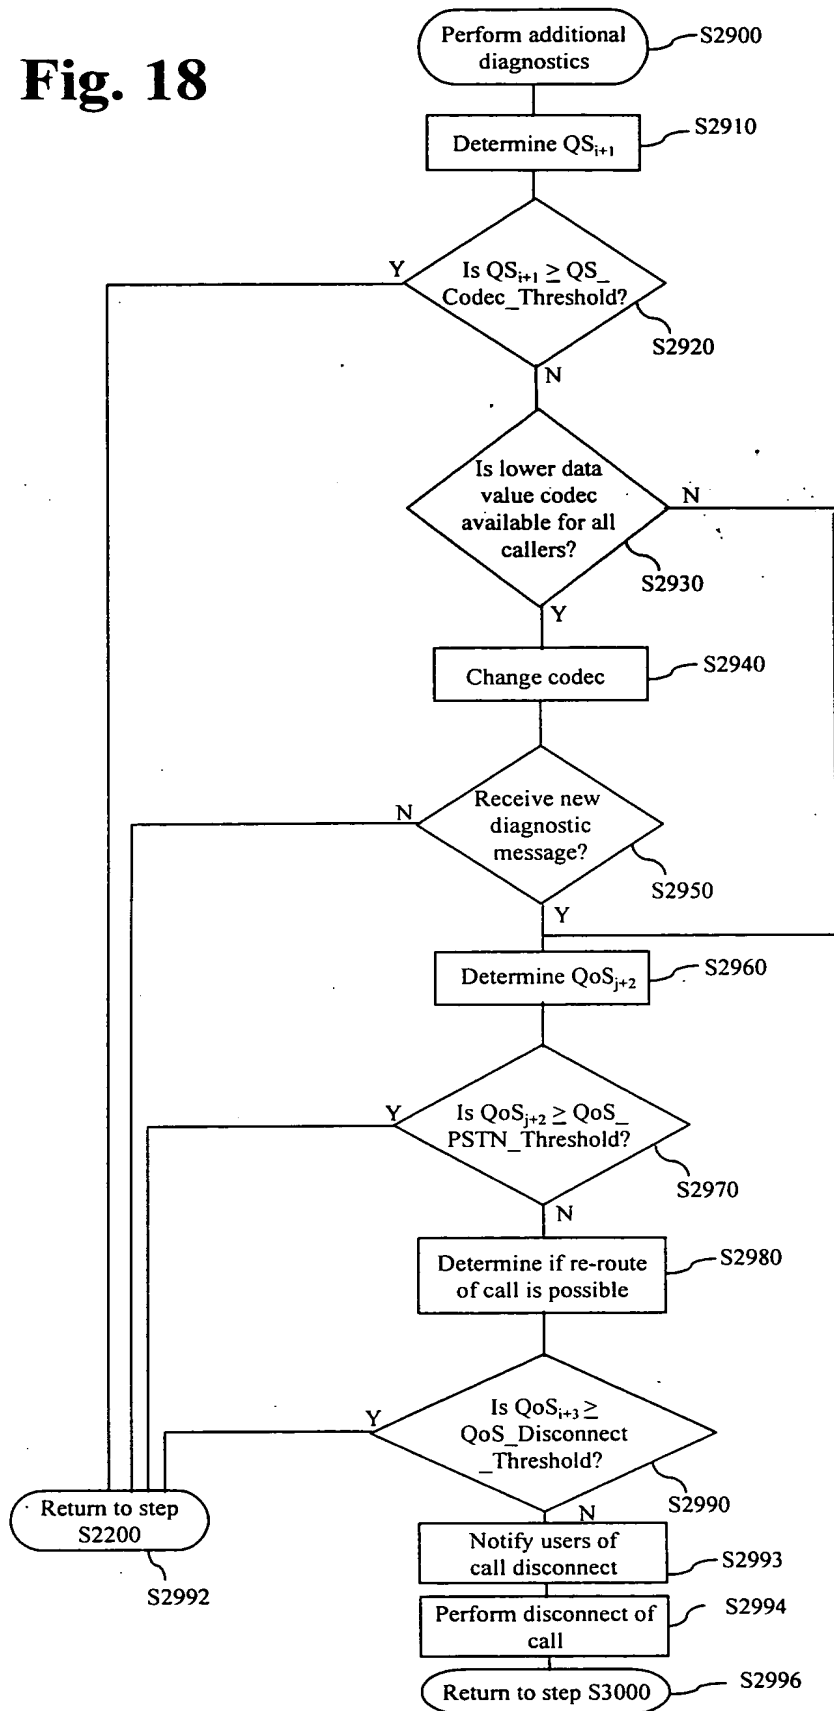 Fig. 18
Perform additional
diagnostics
S2900
Determine QSi+1
S2910
Y
Is QSi+1 ≥ QS_
Codec_Threshold?
S2920
N
Is lower data
value codec
available for all
callers?
N
S2930
Y
Change codec
S2940
N
Receive new
diagnostic
message?
S2950
Y
Determine QoSj+2
S2960
Y
Is QoSj+2 ≥ QoS_
PSTN_Threshold?
S2970
N
Determine if re-route
of call is possible
S2980
Y
Is QoSi+3 ≥
QoS_Disconnect
_Threshold?
S2990
N
Return to step
S2200
S2992
Notify users of
call disconnect
S2993
Perform disconnect of
call
S2994
Return to step S3000
S2996